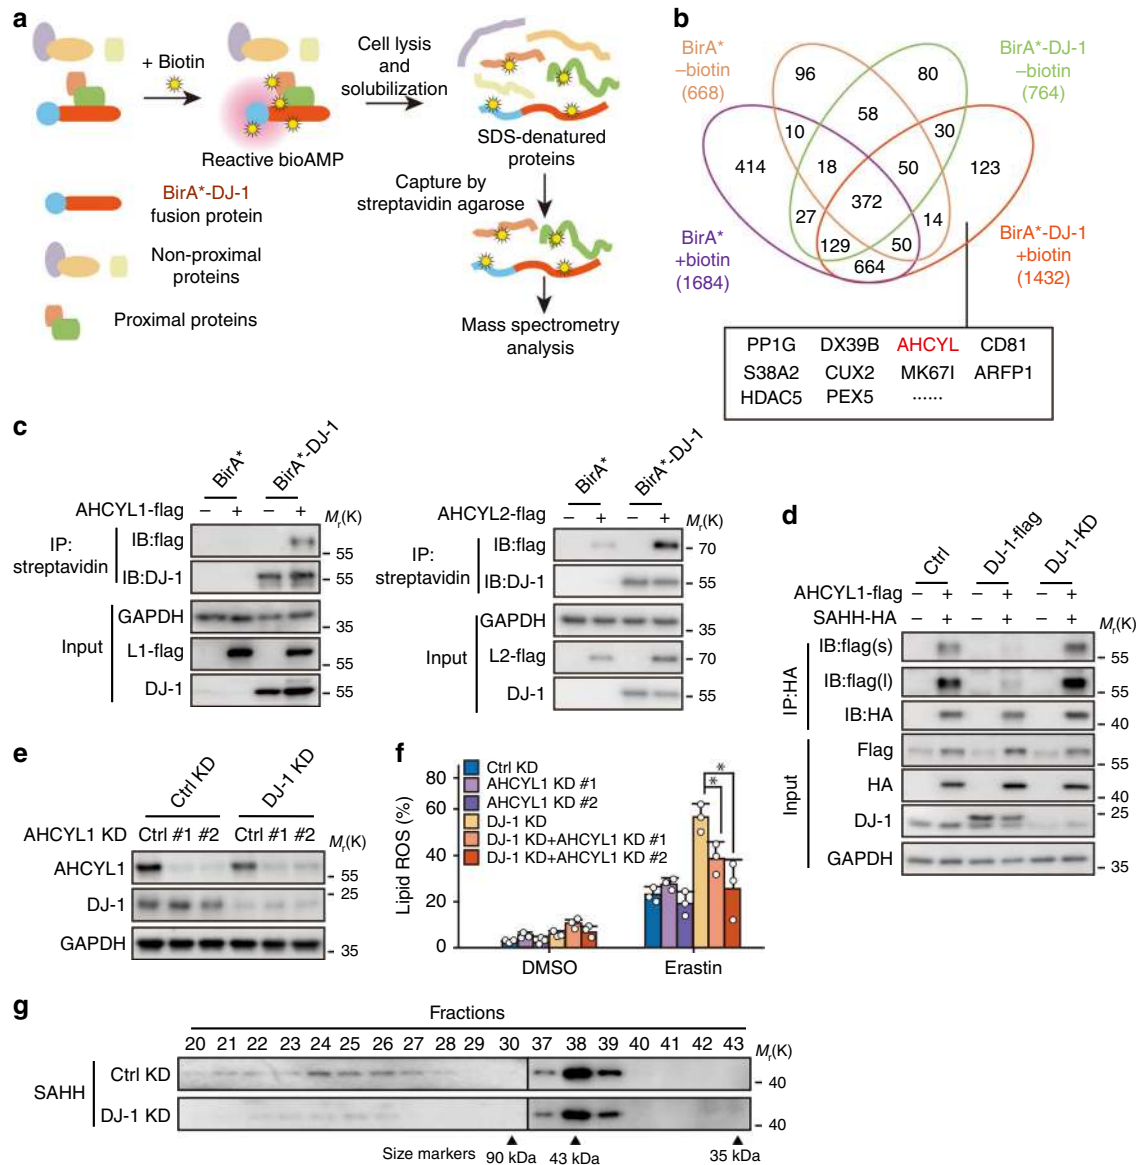 a
+ Biotin
Cell lysis
and
solubilization
Reactive bioAMP
SDS-denatured
proteins
BirA*-DJ-1
fusion protein
Capture by
streptavidin agarose
Non-proximal
proteins
Proximal proteins
Mass spectrometry
analysis
b
BirA*
–biotin
(668)
BirA*-DJ-1
–biotin
(764)
96
80
58
10
30
414
18
50
123
372
27
14
129
50
664
BirA*
+biotin
(1684)
BirA*-DJ-1
+biotin
(1432)
PP1G DX39B AHCYL CD81
S38A2 CUX2 MK67I ARFP1
HDAC5 PEX5 ······
c
BirA* BirA*-DJ-1
AHCYL1-flag – + – + Mr(K)
IP:
streptavidin
IB:flag 55
IB:DJ-1 55
Input
GAPDH 35
L1-flag 55
DJ-1 55
BirA* BirA*-DJ-1
AHCYL2-flag – + – + Mr(K)
IP:
streptavidin
IB:flag 70
IB:DJ-1 55
Input
GAPDH 35
L2-flag 70
DJ-1 55
d
Ctrl DJ-1-flag DJ-1-KD
AHCYL1-flag – + – + – +
SAHH-HA – + – + – + Mr(K)
IP:HA
IB:flag(s) 55
IB:flag(l) 55
IB:HA 40
Input
Flag 55
HA 40
DJ-1 25
GAPDH 35
e
Ctrl KD DJ-1 KD
AHCYL1 KD Ctrl #1 #2 Ctrl #1 #2 Mr(K)
AHCYL1 55
DJ-1 25
GAPDH 35
f
Lipid ROS (%)
80
60
40
20
0
Ctrl KD
AHCYL1 KD #1
AHCYL1 KD #2
DJ-1 KD
DJ-1 KD+AHCYL1 KD #1
DJ-1 KD+AHCYL1 KD #2
*
*
DMSO Erastin
g
Fractions
20 21 22 23 24 25 26 27 28 29 30 37 38 39 40 41 42 43
Mr(K)
SAHH
Ctrl KD 40
DJ-1 KD 40
Size markers 90 kDa 43 kDa 35 kDa